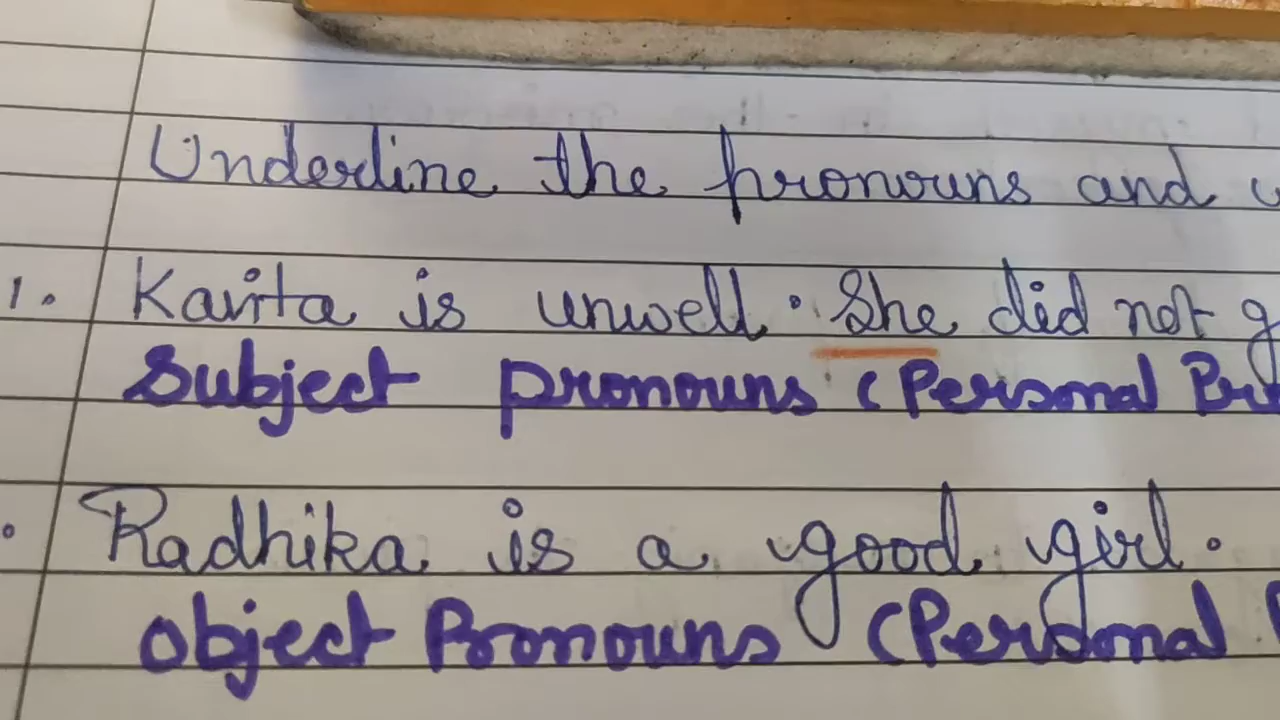 Underline the pronouns and
1. Kavita is unwell. She did not
Subject pronouns (Personal
Radhika is a good girl.
object Pronouns (Personal